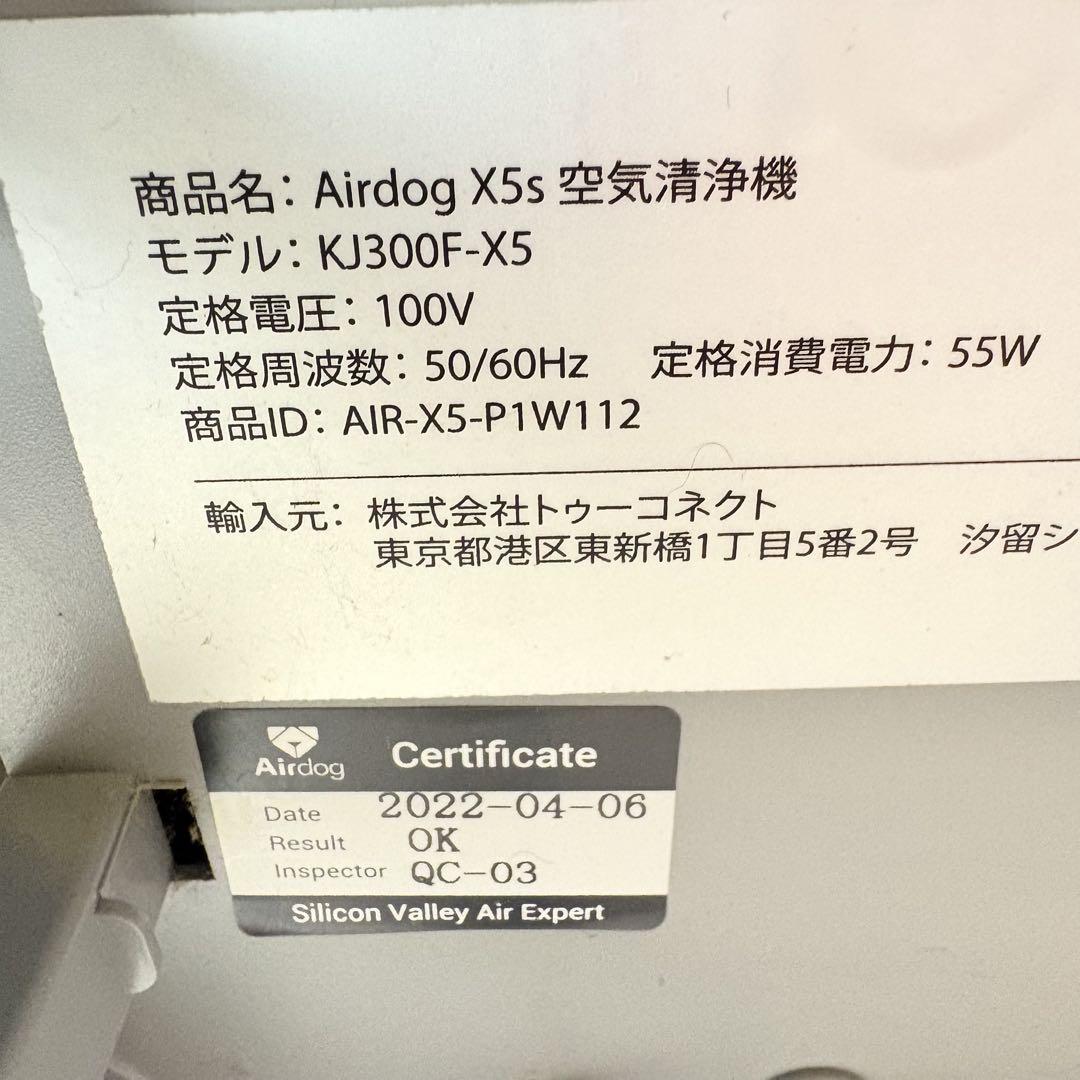 商品名： Airdog X5s 空気清浄機
モデル： KJ300F-X5
定格電圧： 100V
定格周波数： 50/60Hz 定格消費電力： 55W
商品ID： AIR-X5-P1W112
輸入元： 株式会社トゥーコネクト
東京都港区東新橋1丁目5番2号 汐留シ
Airdog Certificate
Date 2022-04-06
Result OK
Inspector QC-03
Silicon Valley Air Expert